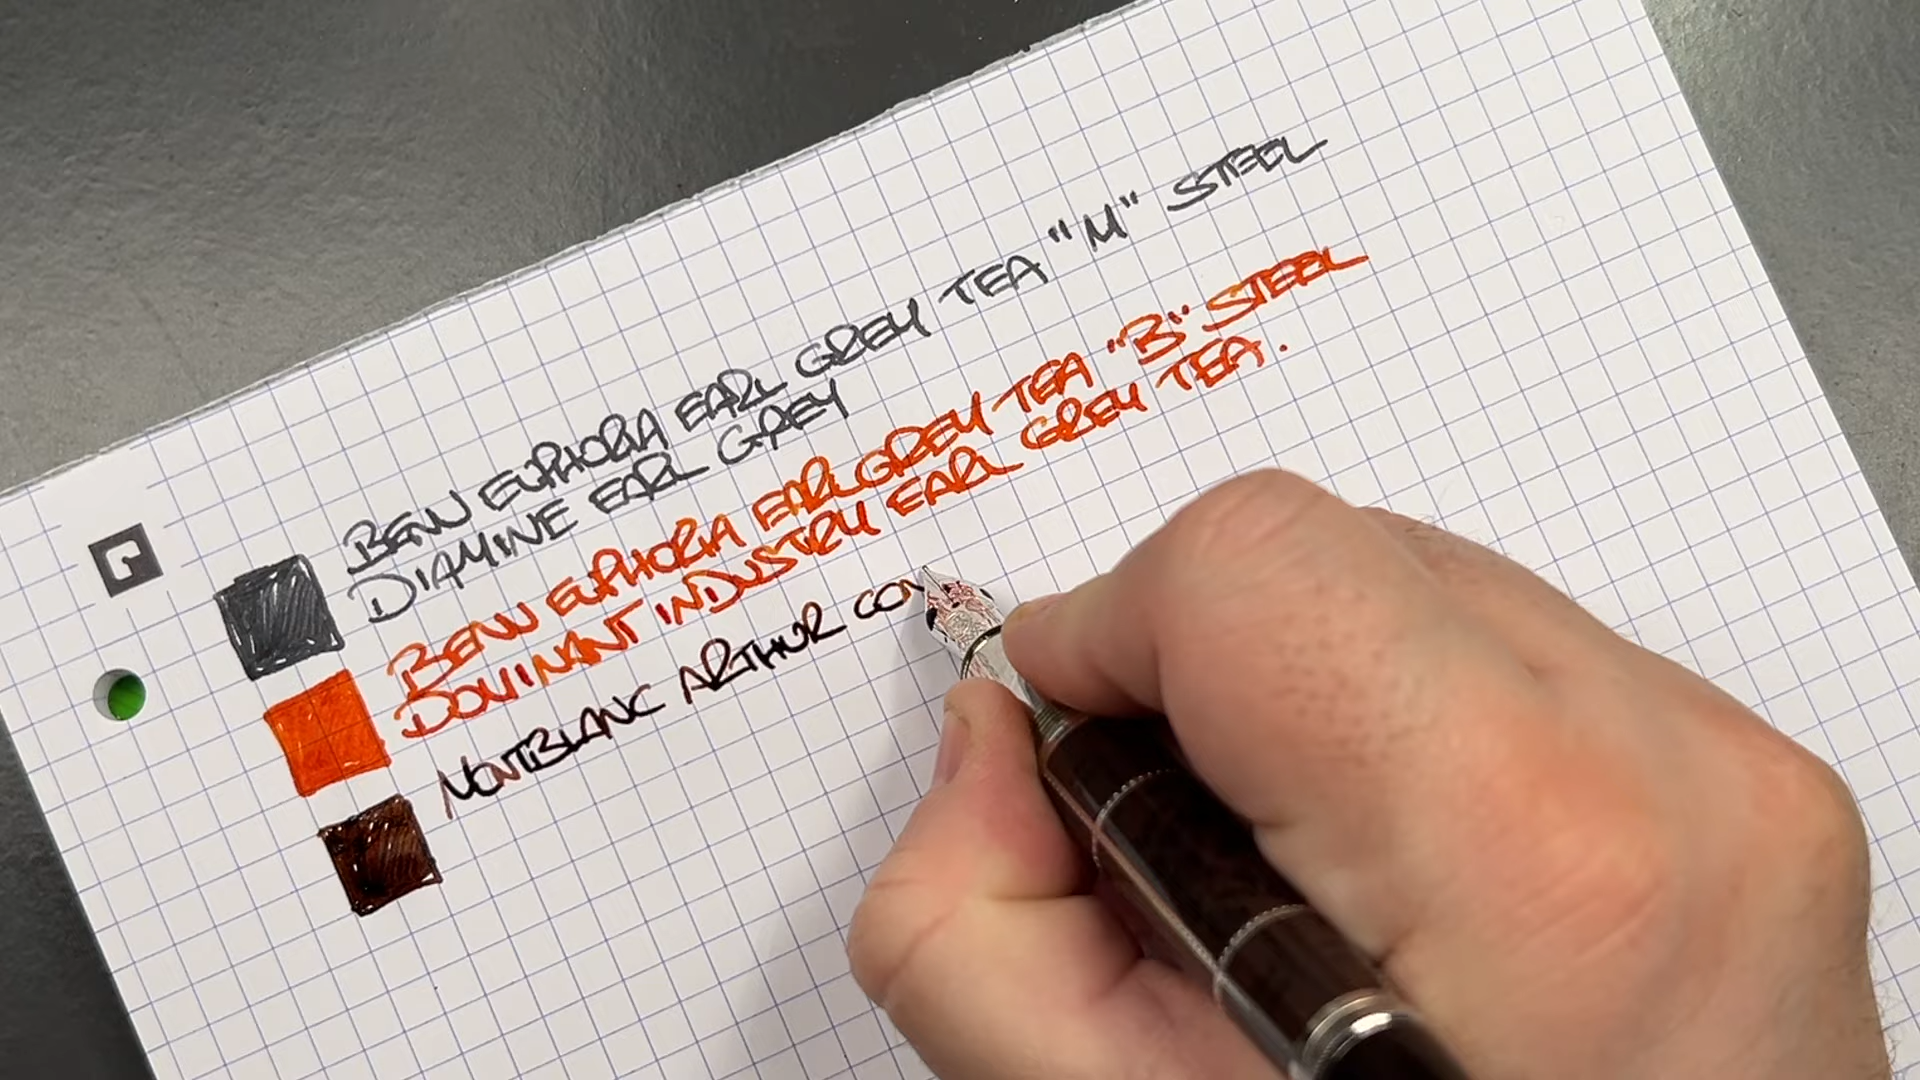 BENU EUPHORIA EARL GREY TEA "M" STEEL
DIAMINE EARL GREY
BENU EUPHORIA EARL GREY TEA "B" STEEL
DOMINANT INDUSTRY EARL GREY TEA.
MONTBLANC ARTHUR CON